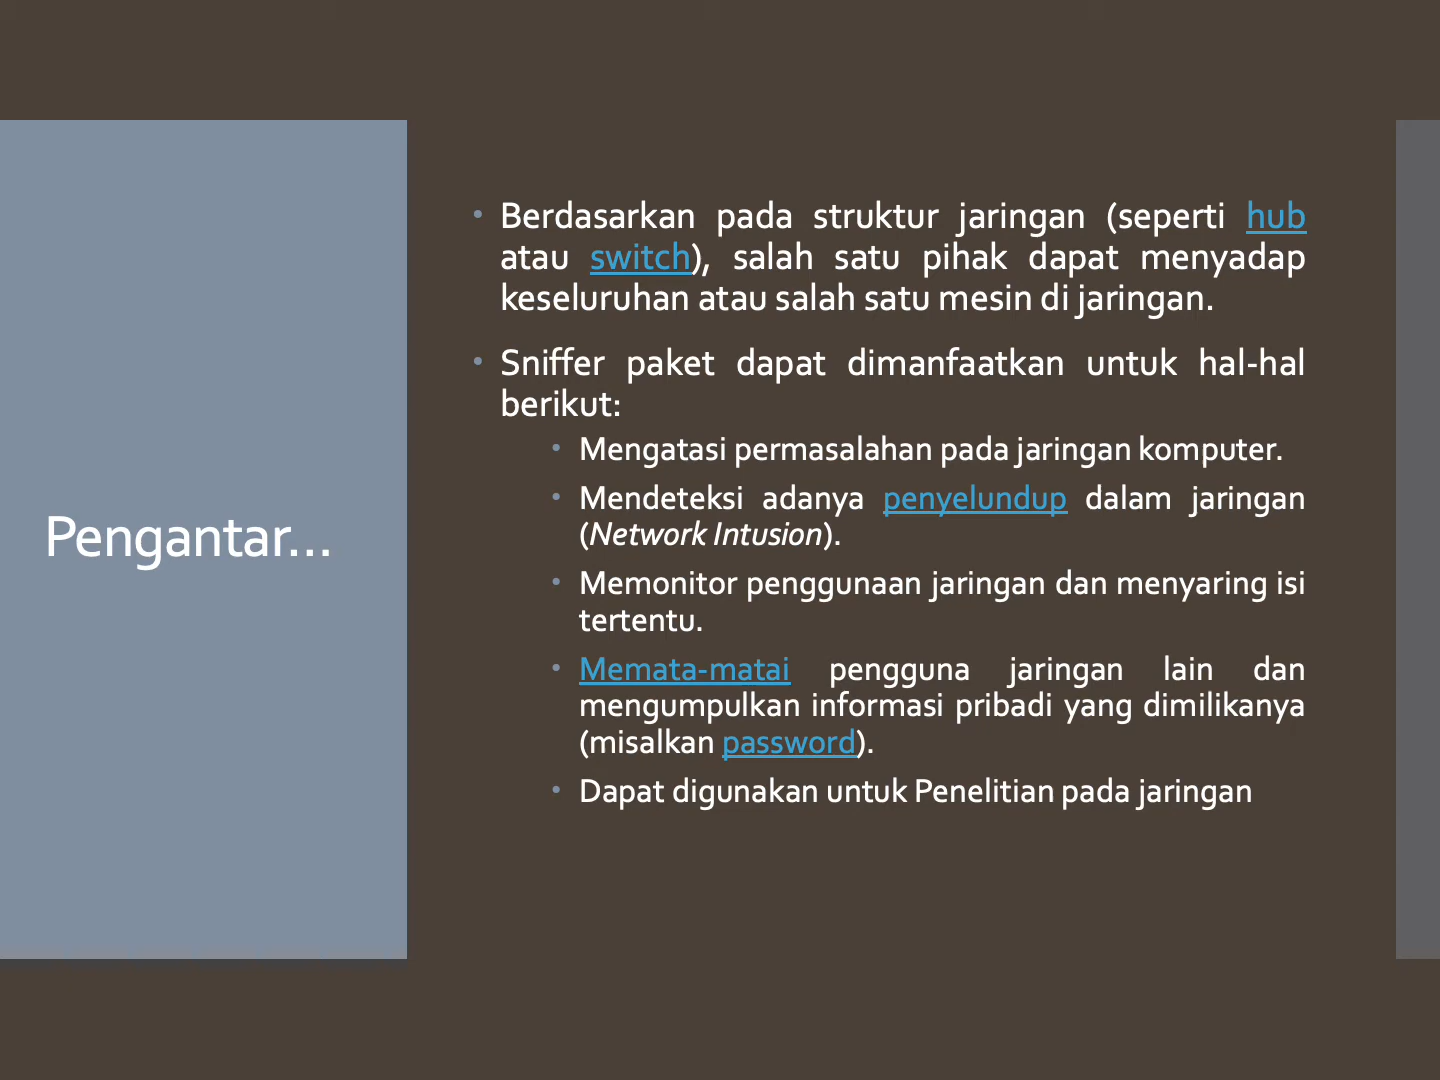 Pengantar...
• Berdasarkan pada struktur jaringan (seperti hub
atau switch), salah satu pihak dapat menyadap
keseluruhan atau salah satu mesin di jaringan.
• Sniffer paket dapat dimanfaatkan untuk hal-hal
berikut:
• Mengatasi permasalahan pada jaringan komputer.
• Mendeteksi adanya penyelundup dalam jaringan
(Network Intusion).
• Memonitor penggunaan jaringan dan menyaring isi
tertentu.
• Memata-matai pengguna jaringan lain dan
mengumpulkan informasi pribadi yang dimilikanya
(misalkan password).
• Dapat digunakan untuk Penelitian pada jaringan